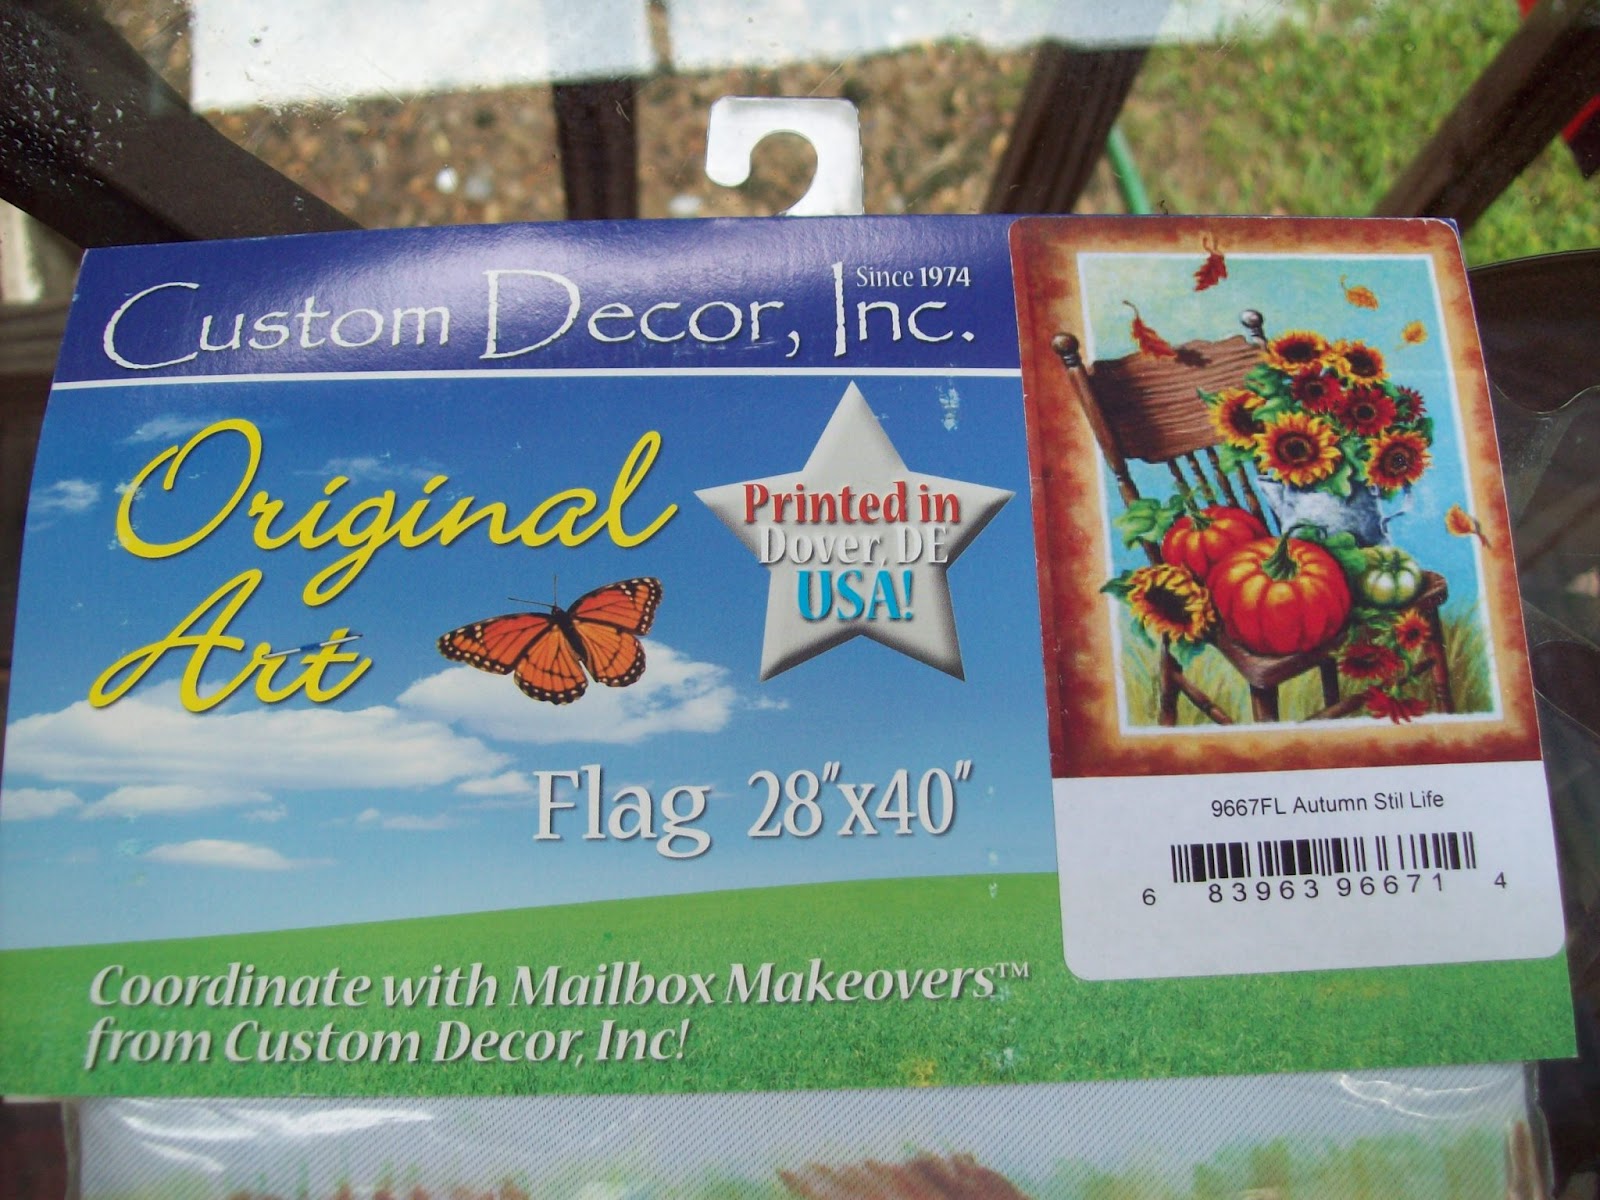 Custom Decor, Inc.
Since 1974
Original
Art
Printed in
Dover, DE
USA!
Flag 28"x40"
Coordinate with Mailbox Makeovers™
from Custom Decor, Inc!
9667FL Autumn Stil Life
6 83963 96671 4